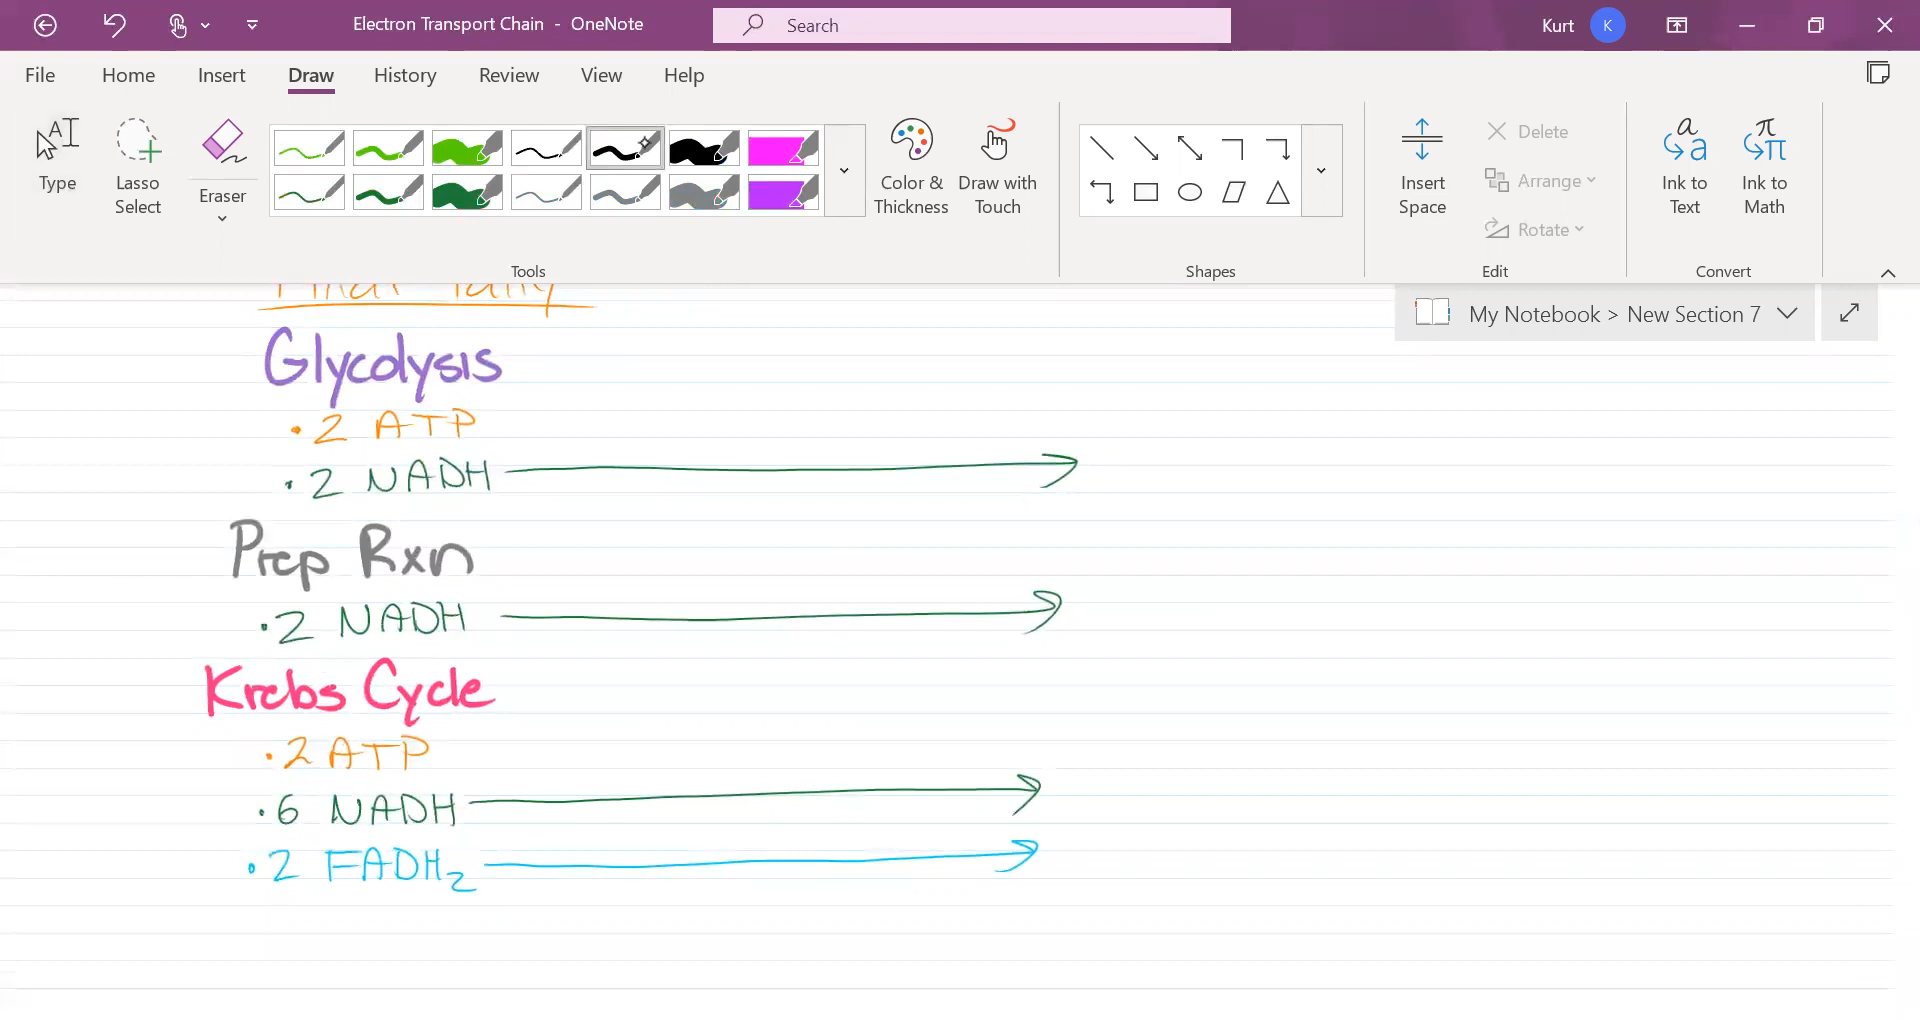 Electron Transport Chain - OneNote
Search
Kurt
K
File Home Insert Draw History Review View Help
Type
Lasso Select
Eraser
Color & Thickness
Draw with Touch
Insert Space
Delete
Arrange
Rotate
Ink to Text
Ink to Math
Tools
Shapes
Edit
Convert
My Notebook > New Section 7
Final Tally
Glycolysis
• 2 ATP
• 2 NADH
Prep Rxn
• 2 NADH
Krebs Cycle
• 2 ATP
• 6 NADH
• 2 FADH₂